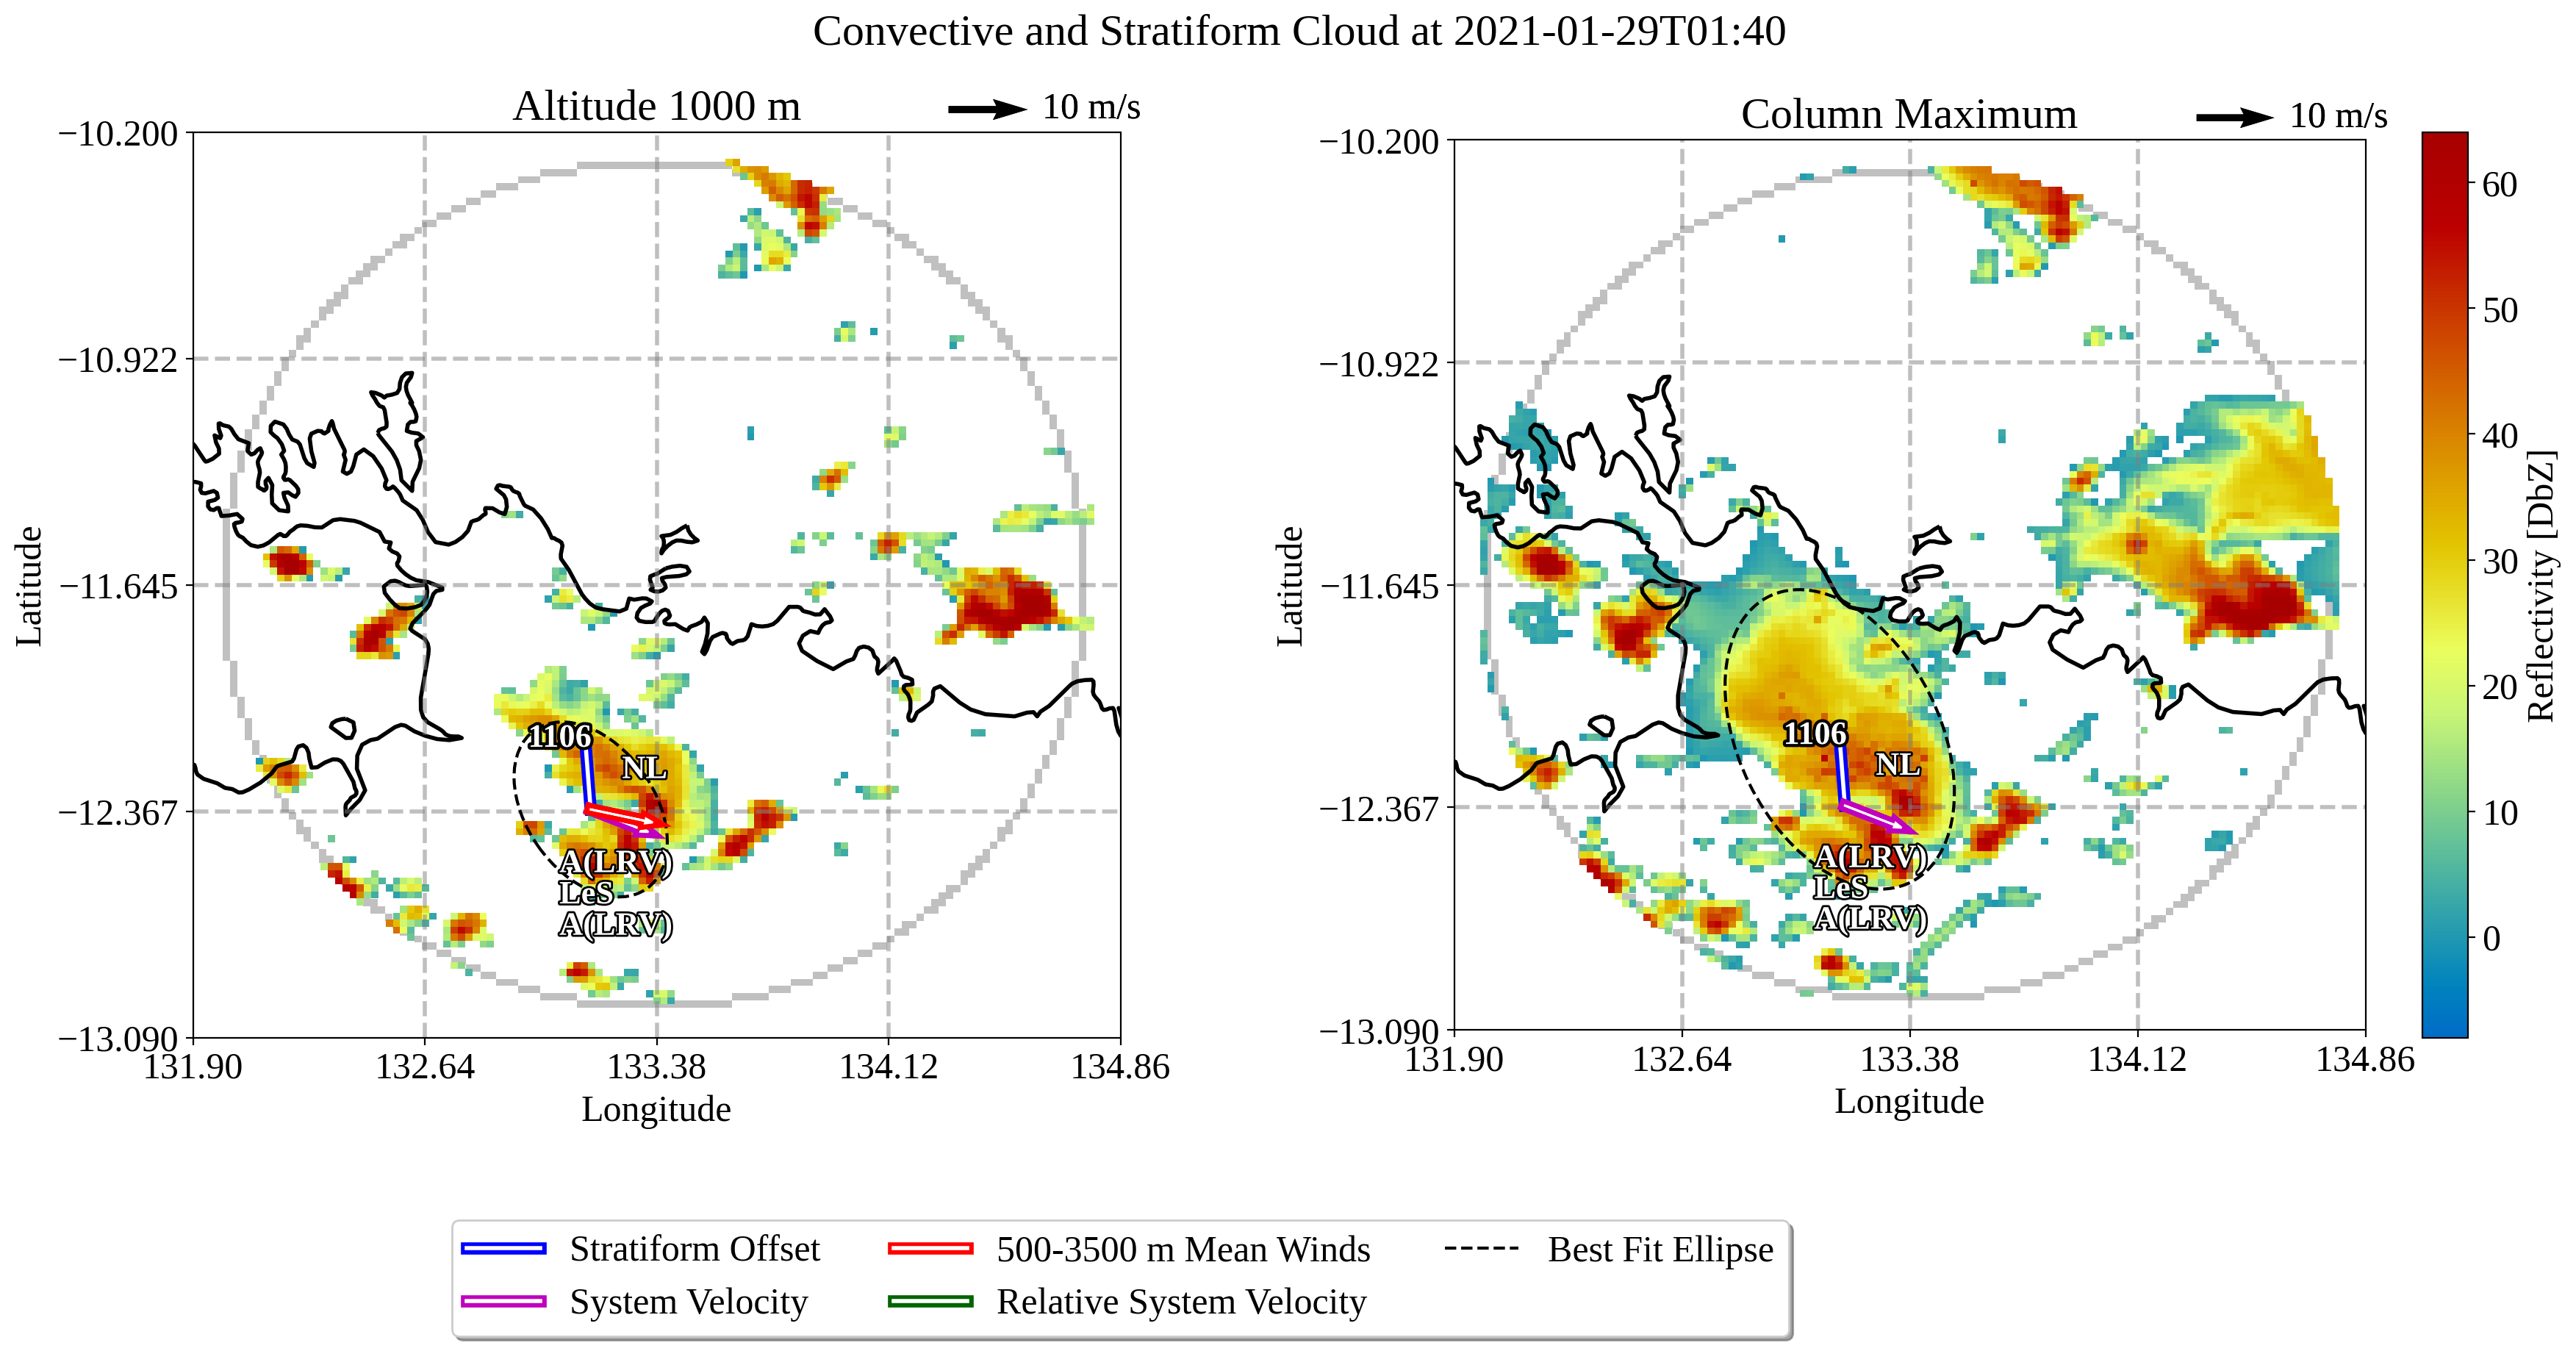 Convective and Stratiform Cloud at 2021-01-29T01:40
Altitude 1000 m
10 m/s
−10.200
−10.922
−11.645
−12.367
−13.090
Latitude
131.90
132.64
133.38
134.12
134.86
Longitude
1106
NL
A(LRV)
LeS
A(LRV)
Column Maximum
10 m/s
−10.200
−10.922
−11.645
−12.367
−13.090
Latitude
131.90
132.64
133.38
134.12
134.86
Longitude
1106
NL
A(LRV)
LeS
A(LRV)
60
50
40
30
20
10
0
Reflectivity [DbZ]
Stratiform Offset
System Velocity
500-3500 m Mean Winds
Relative System Velocity
Best Fit Ellipse